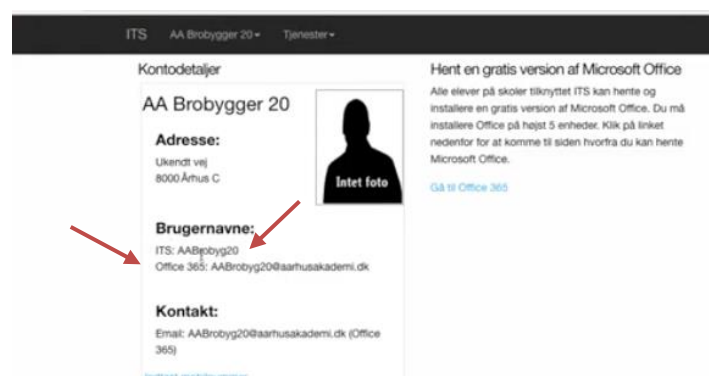 ITS AA Brobygger 20 Tjenester
Kontodetaljer
AA Brobygger 20
Adresse:
Ukendt vej
8000 Århus C
Intet foto
Brugernavne:
ITS: AABrobyg20
Office 365: AABrobyg20@aarhusakademi.dk
Kontakt:
Email: AABrobyg20@aarhusakademi.dk (Office
365)
Hent en gratis version af Microsoft Office
Alle elever på skoler tilknyttet ITS kan hente og
installere en gratis version af Microsoft Office. Du må
installere Office på højst 5 enheder. Klik på linket
nedenfor for at komme til siden hvorfra du kan hente
Microsoft Office.
Gå til Office 365